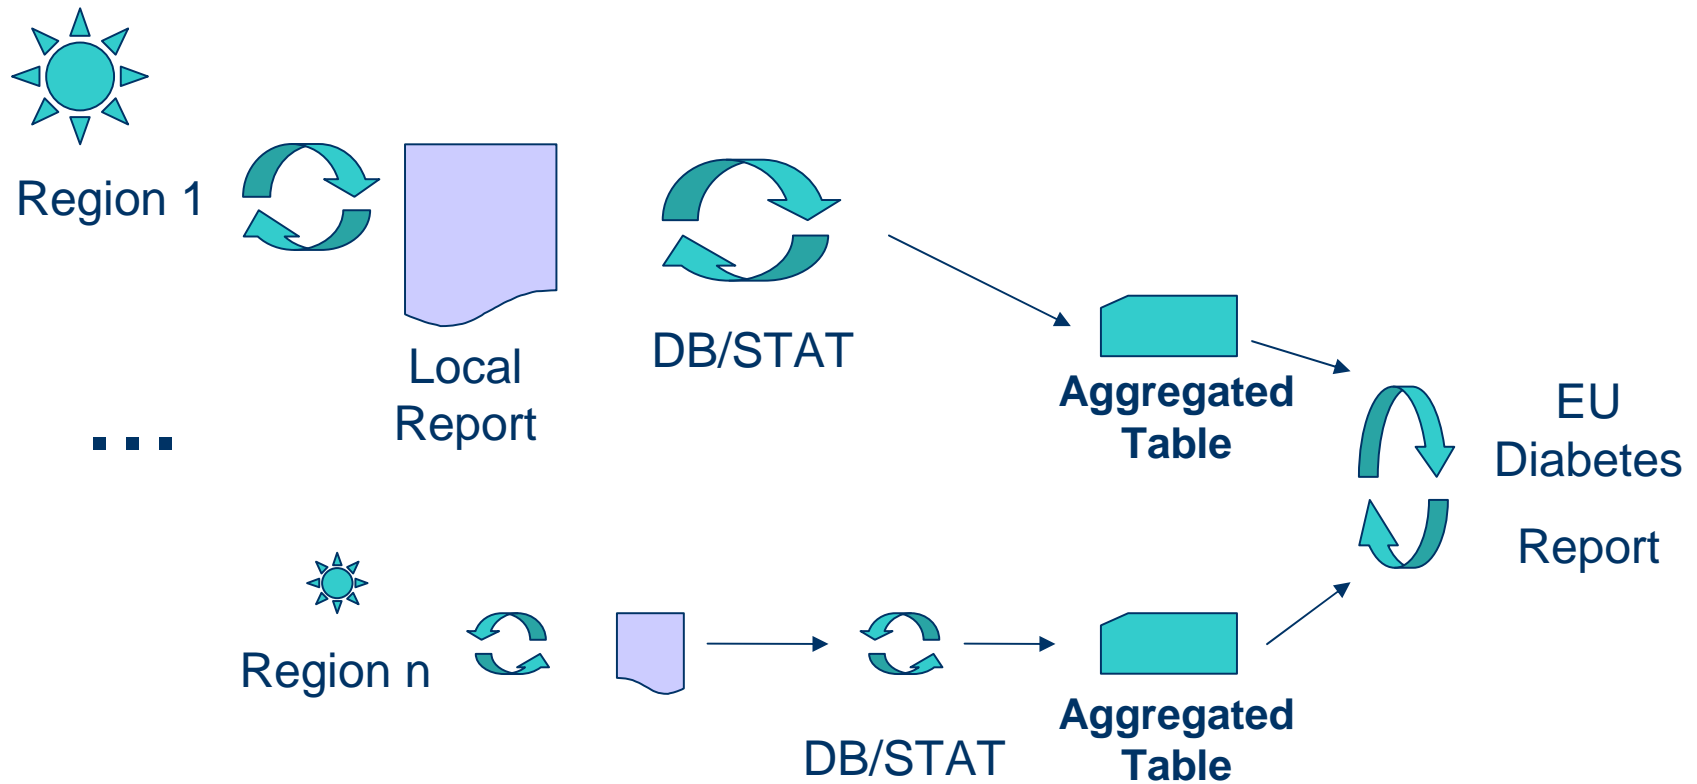 Region 1
Local
Report
DB/STAT
Aggregated
Table
EU
Diabetes
Report
...
Region n
DB/STAT
Aggregated
Table